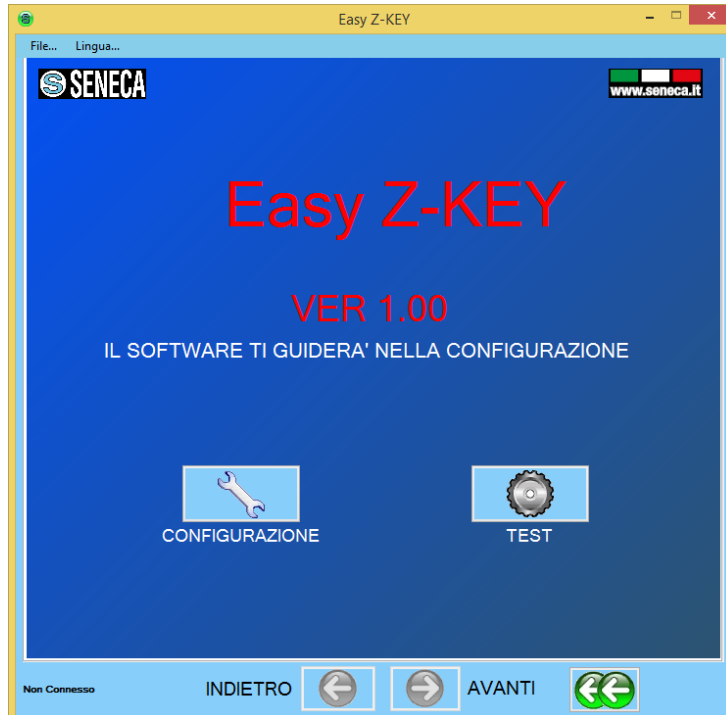 Easy Z-KEY
File... Lingua...
SENECA
www.seneca.it
Easy Z-KEY
VER 1.00
IL SOFTWARE TI GUIDERA' NELLA CONFIGURAZIONE
CONFIGURAZIONE TEST
Non Connesso INDIETRO AVANTI